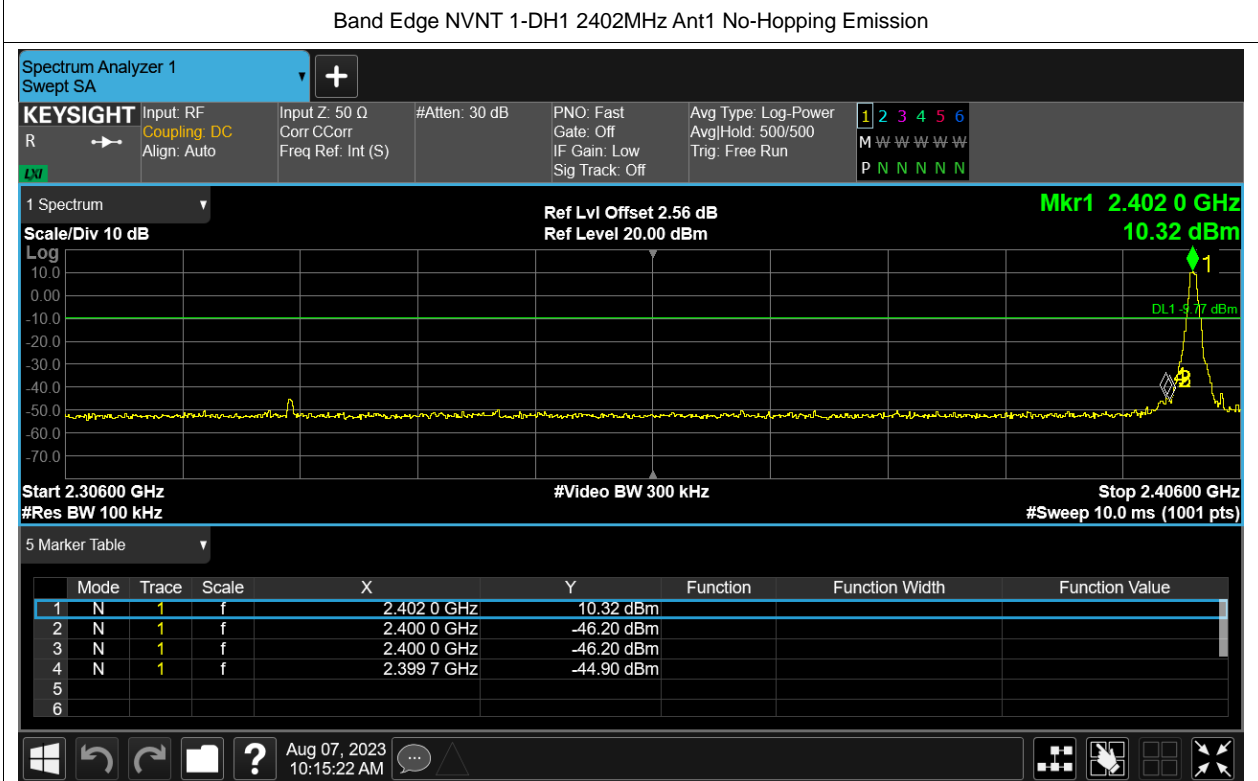 Band Edge NVNT 1-DH1 2402MHz Ant1 No-Hopping Emission
Spectrum Analyzer 1
Swept SA
+
KEYSIGHT Input: RF Input Z: 50 Ω #Atten: 30 dB PNO: Fast Avg Type: Log-Power 1 2 3 4 5 6
R Coupling: DC Corr CCorr Gate: Off Avg|Hold: 500/500 M W W W W W
Align: Auto Freq Ref: Int (S) IF Gain: Low Trig: Free Run
LXI Sig Track: Off P N N N N N
1 Spectrum Ref Lvl Offset 2.56 dB Mkr1 2.402 0 GHz
Scale/Div 10 dB Ref Level 20.00 dBm 10.32 dBm
Log
1
10.0
0.00
DL1 -9.77 dBm
-10.0
-20.0
-30.0
-40.0
-50.0
-60.0
-70.0
Start 2.30600 GHz #Video BW 300 kHz Stop 2.40600 GHz
#Res BW 100 kHz #Sweep 10.0 ms (1001 pts)
5 Marker Table
Mode Trace Scale X Y Function Function Width Function Value
1 N 1 f 2.402 0 GHz 10.32 dBm
2 N 1 f 2.400 0 GHz -46.20 dBm
3 N 1 f 2.400 0 GHz -46.20 dBm
4 N 1 f 2.399 7 GHz -44.90 dBm
5
6
? Aug 07, 2023
10:15:22 AM